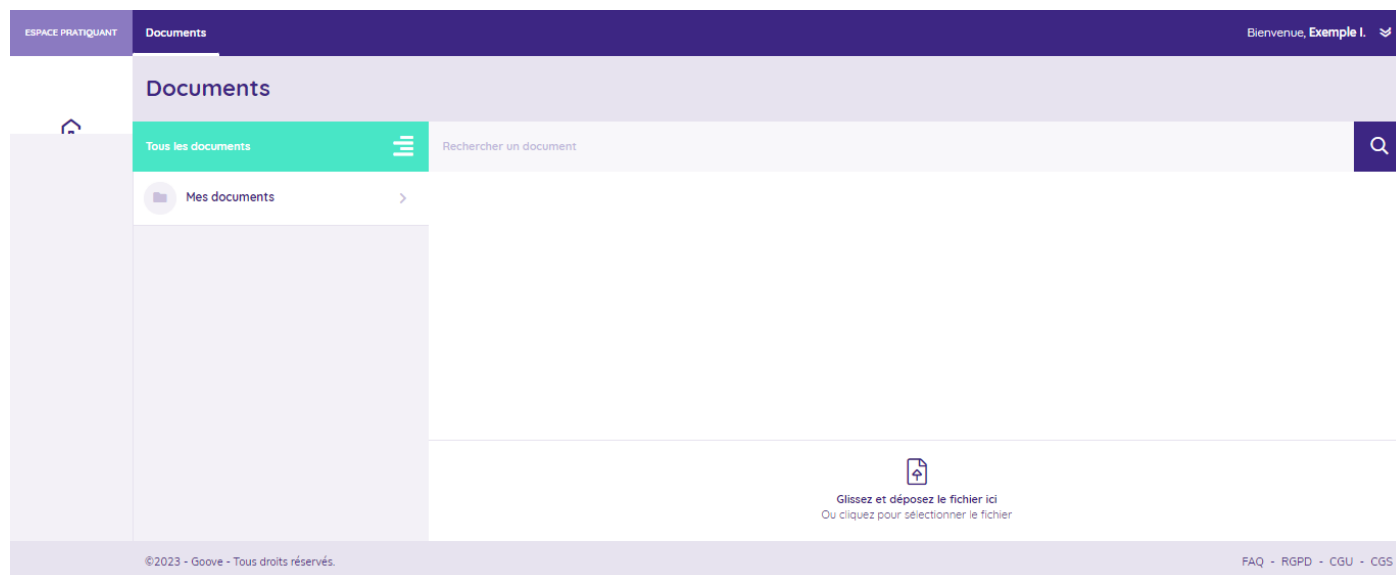 ESPACE PRATIQUANT
Documents
Bienvenue, Exemple I.
Documents
Tous les documents
Rechercher un document
Mes documents
Glissez et déposez le fichier ici
Ou cliquez pour sélectionner le fichier
©2023 - Goove - Tous droits réservés.
FAQ - RGPD - CGU - CGS